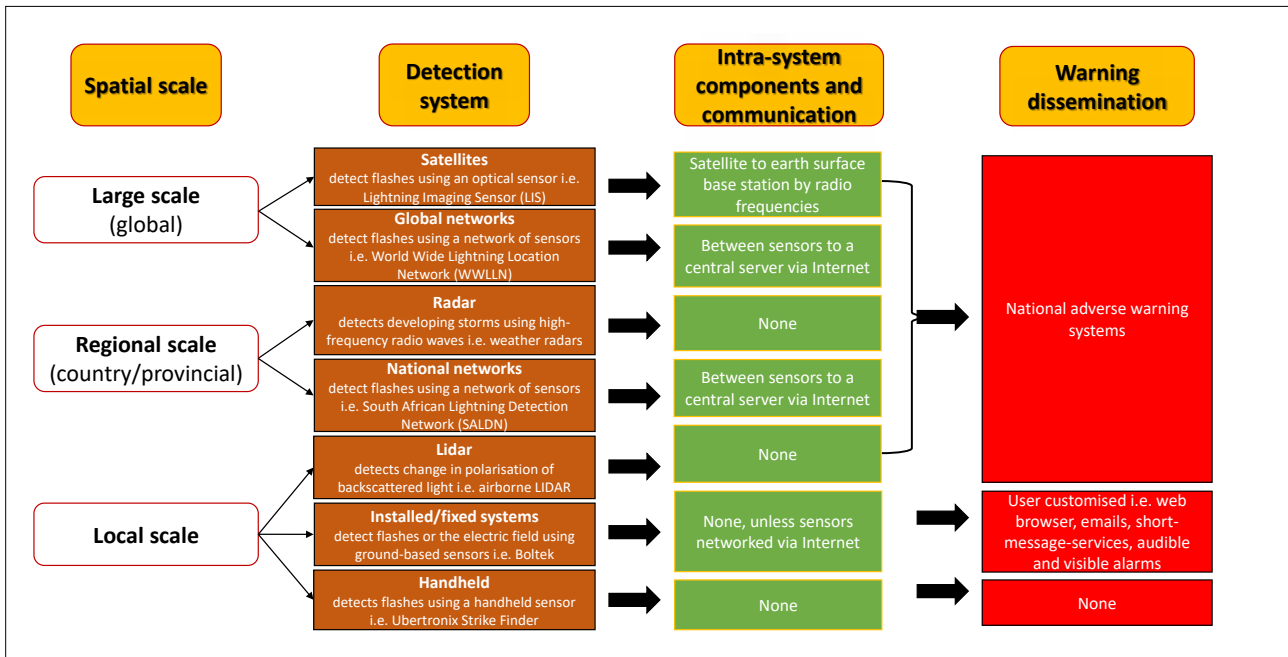 Spatial scale
Detection
system
Intra-system
components and
communication
Warning
dissemination
Large scale
(global)
Satellites
detect flashes using an optical sensor i.e.
Lightning Imaging Sensor (LIS)
Satellite to earth surface
base station by radio
frequencies
Global networks
detect flashes using a network of sensors
i.e. World Wide Lightning Location
Network (WWLLN)
Between sensors to a
central server via Internet
Regional scale
(country/provincial)
Radar
detects developing storms using high-
frequency radio waves i.e. weather radars
None
National networks
detect flashes using a network of sensors
i.e. South African Lightning Detection
Network (SALDN)
Between sensors to a
central server via Internet
Local scale
Lidar
detects change in polarisation of
backscattered light i.e. airborne LIDAR
None
National adverse warning
systems
Installed/fixed systems
detect flashes or the electric field using
ground-based sensors i.e. Boltek
None, unless sensors
networked via Internet
User customised i.e. web
browser, emails, short-
message-services, audible
and visible alarms
Handheld
detects flashes using a handheld sensor
i.e. Ubertronix Strike Finder
None
None